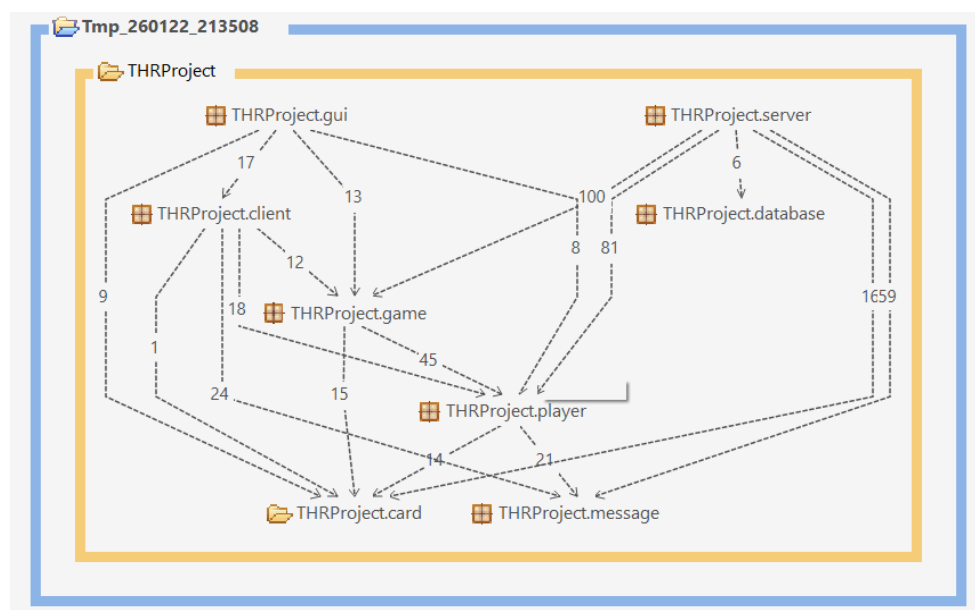 Tmp_260122_213508
THRProject
THRProject.gui
THRProject.server
17
6
13
100
THRProject.client
THRProject.database
8
81
12
9
18
1659
THRProject.game
1
45
24
15
THRProject.player
14
21
THRProject.card
THRProject.message